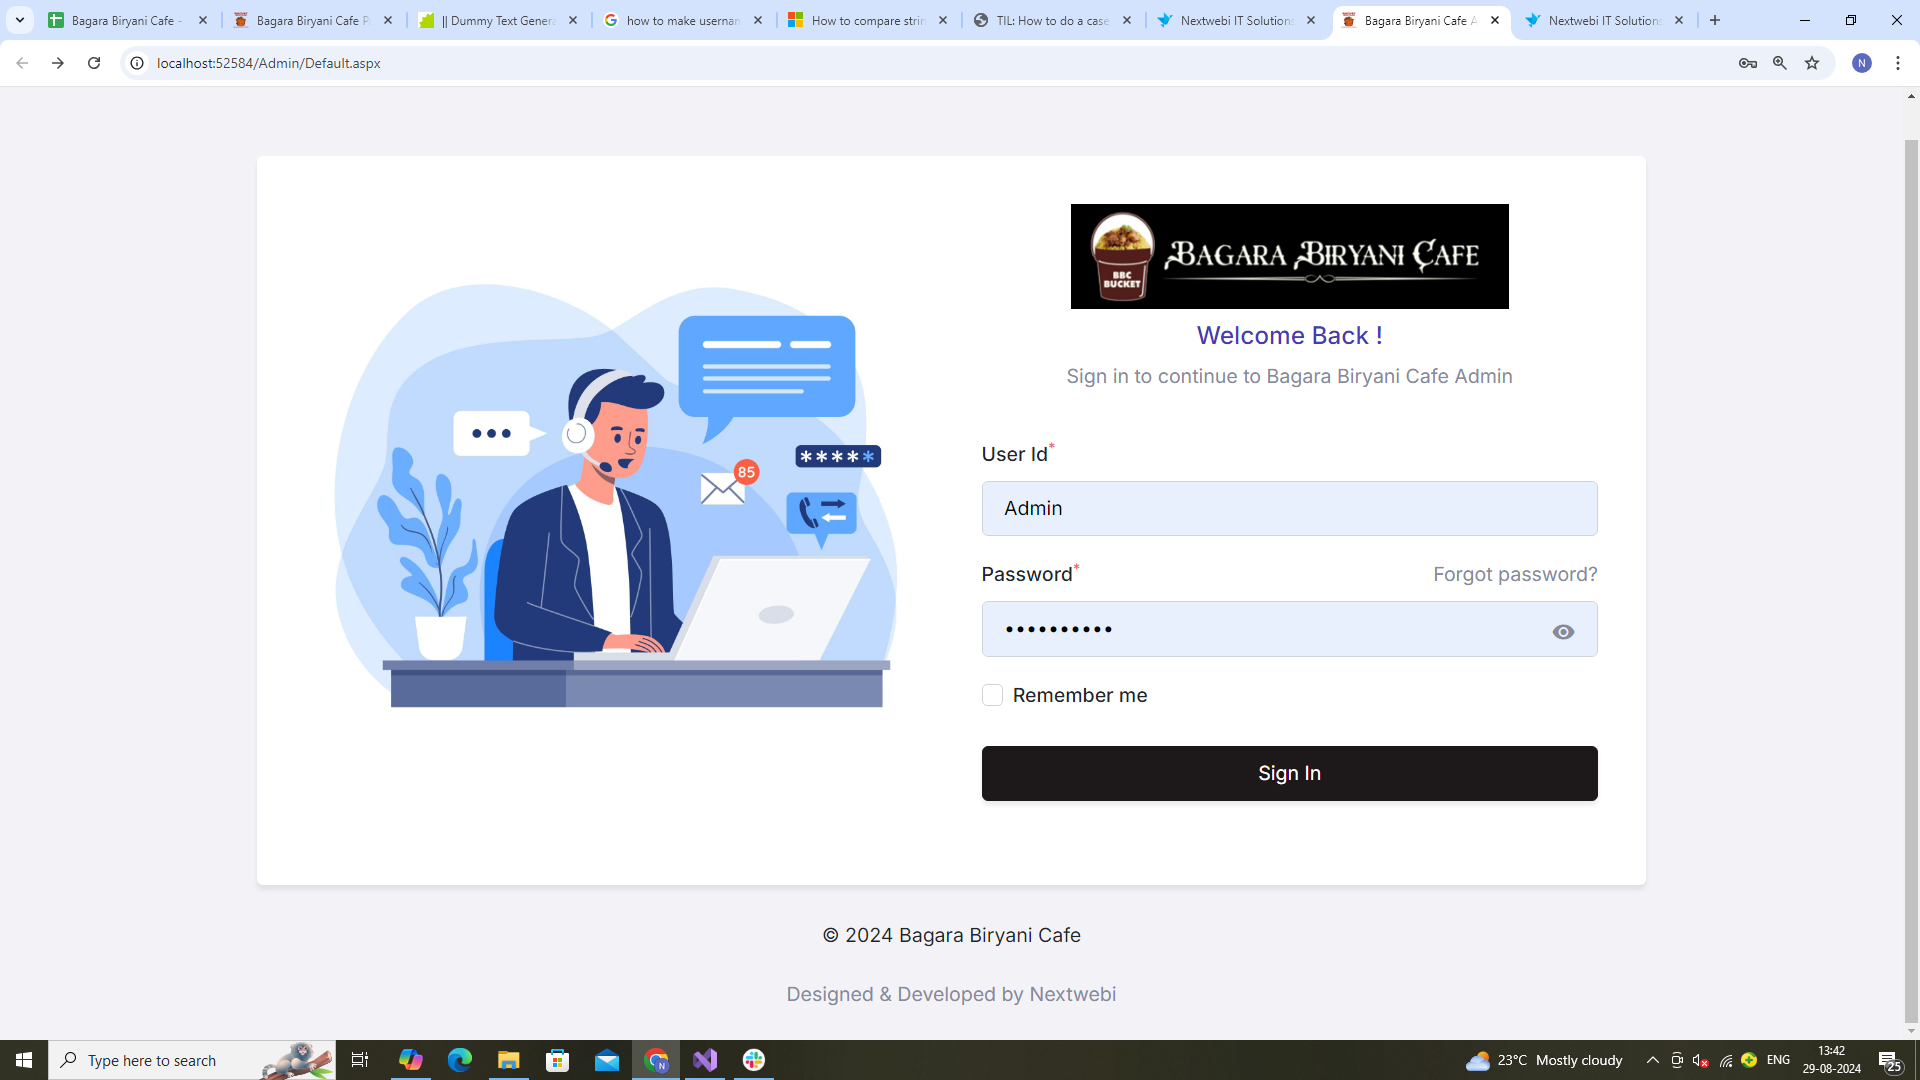 Bagara Biryani Cafe -
Bagara Biryani Cafe P
|| Dummy Text Genera
how to make usernam
How to compare strin
TIL: How to do a case
Nextwebi IT Solutions
Bagara Biryani Cafe A
Nextwebi IT Solutions
localhost:52584/Admin/Default.aspx
N
BBC
BUCKET
BAGARA BIRYANI CAFE
Welcome Back !
Sign in to continue to Bagara Biryani Cafe Admin
85
*****
User Id*
Admin
Password*
Forgot password?
••••••••••
Remember me
Sign In
© 2024 Bagara Biryani Cafe
Designed & Developed by Nextwebi
Type here to search
N
23°C Mostly cloudy
ENG
13:42
29-08-2024
25